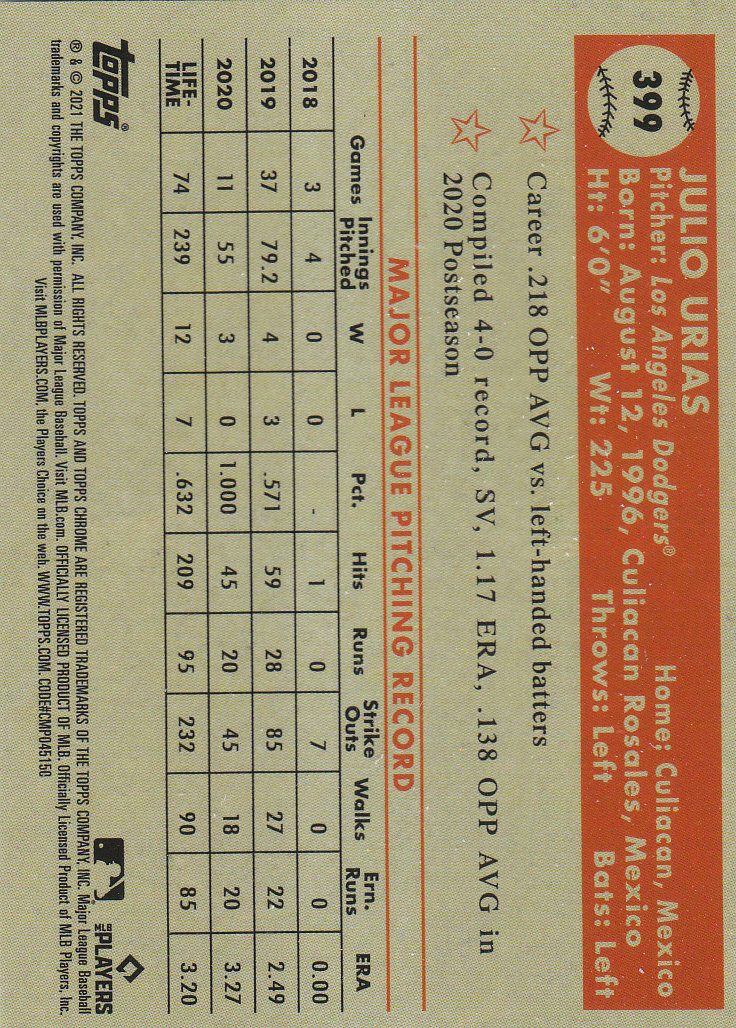 399
JULIO URIAS
Pitcher: Los Angeles Dodgers® Home: Culiacan, Mexico
Born: August 12, 1996, Culiacan Rosales, Mexico
Ht: 6'0" Wt: 225 Throws: Left Bats: Left
Career .218 OPP AVG vs. left-handed batters
Compiled 4-0 record, SV, 1.17 ERA, .138 OPP AVG in
2020 Postseason
MAJOR LEAGUE PITCHING RECORD
Games Innings Pitched W L Pct. Hits Runs Strike Outs Walks Ern. Runs ERA
2018 3 4 0 0 - 1 0 7 0 0 0.00
2019 37 79.2 4 3 .571 59 28 85 27 22 2.49
2020 11 55 3 0 1.000 45 20 45 18 20 3.27
LIFE-TIME 74 239 12 7 .632 209 95 232 90 85 3.20
topps®
MLB PLAYERS
® & © 2021 THE TOPPS COMPANY, INC. ALL RIGHTS RESERVED. TOPPS AND TOPPS CHROME ARE REGISTERED TRADEMARKS OF THE TOPPS COMPANY, INC. Major League Baseball
trademarks and copyrights are used with permission of Major League Baseball. Visit MLB.com. OFFICIALLY LICENSED PRODUCT OF MLB. Officially Licensed Product of MLB Players, Inc.
Visit MLBPLAYERS.COM, the Players Choice on the web. WWW.TOPPS.COM. CODE#CMP045150